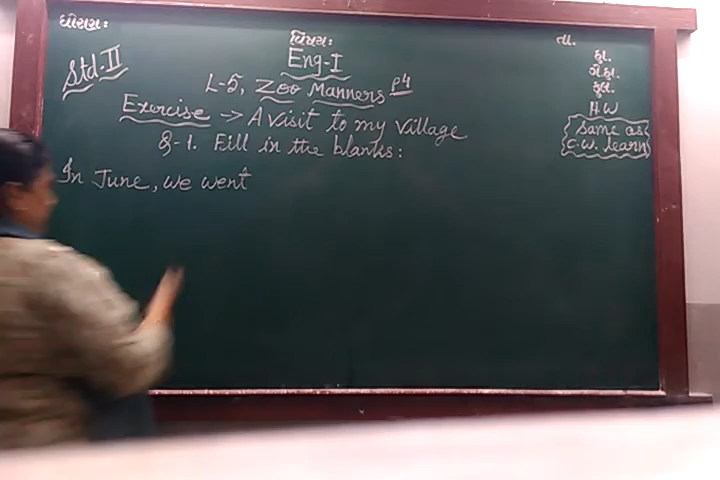 ધોરણઃ
વિષયઃ
તા.
Std-II
Eng-I
L-5, Zoo Manners P4
Exercise → A visit to my village
Q-1. Fill in the blanks:
In June, we went
કુા.
ગેહા.
કુલ.
H W
Same as
C.W. learn